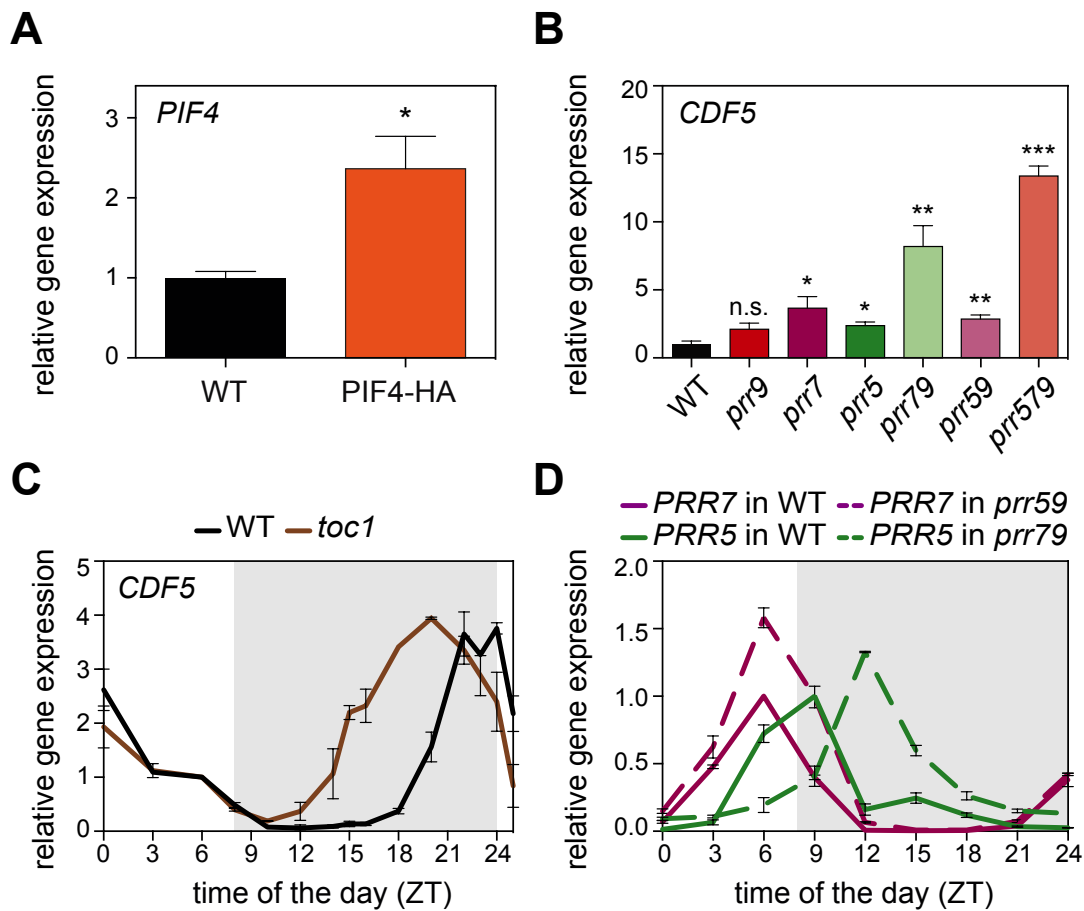 A
relative gene expression
3
2
1
0
PIF4
*
WT
PIF4-HA
B
relative gene expression
20
15
10
5
0
CDF5
n.s.
*
*
**
**
***
WT
prr9
prr7
prr5
prr79
prr59
prr579
C
WT
toc1
relative gene expression
5
4
3
2
1
0
CDF5
0 3 6 9 12 15 18 21 24
time of the day (ZT)
D
PRR7 in WT
PRR7 in prr59
PRR5 in WT
PRR5 in prr79
relative gene expression
2.0
1.5
1.0
0.5
0.0
0 3 6 9 12 15 18 21 24
time of the day (ZT)